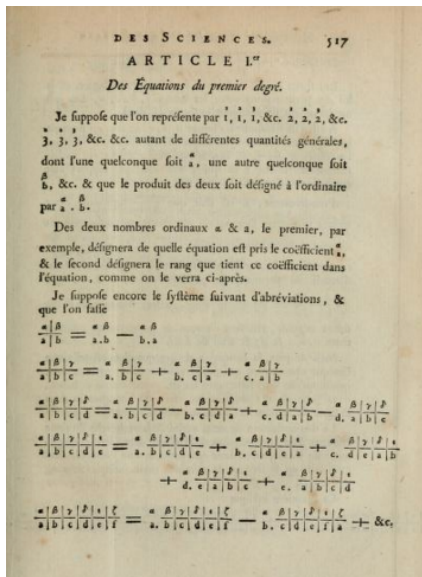 DES SCIENCES. 517
ARTICLE I.er
Des Équations du premier degré.
Je suppose que l'on représente par 1̇, 1̇, 1̇, &c. 2̇, 2̇, 2̇, &c.
3̇, 3̇, 3̇, &c. &c. autant de différentes quantités générales,
dont l'une quelconque soit α/a, une autre quelconque soit
β/b, &c. & que le produit des deux soit désigné à l'ordinaire
par α/a . β/b.
Des deux nombres ordinaux α & a, le premier, par
exemple, désignera de quelle équation est pris le coëfficient α/a,
& le second désignera le rang que tient ce coëfficient dans
l'équation, comme on le verra ci-après.
Je suppose encore le système suivant d'abréviations, &
que l'on fasse
α|β
a|b = α β
a.b — α β
b.a
α|β|γ
a|b|c = α
a. β|γ
b|c + α
b. β|γ
c|a + α
c. β|γ
a|b
α|β|γ|δ
a|b|c|d = α
a. β|γ|δ
b|c|d — α
b. β|γ|δ
c|d|a + α
c. β|γ|δ
d|a|b — α
d. β|γ|δ
a|b|c
α|β|γ|δ|ε
a|b|c|d|e = α
a. β|γ|δ|ε
b|c|d|e + α
b. β|γ|δ|ε
c|d|e|a + α
c. β|γ|δ|ε
d|e|a|b
+ α
d. β|γ|δ|ε
e|a|b|c + α
e. β|γ|δ|ε
a|b|c|d
α|β|γ|δ|ε|ζ
a|b|c|d|e|f = α
a. β|γ|δ|ε|ζ
b|c|d|e|f — α
b. β|γ|δ|ε|ζ
c|d|e|f|a + &c.